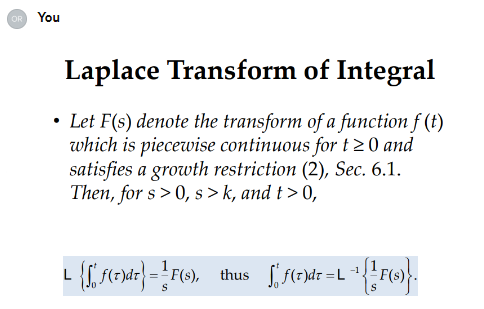 OR You
Laplace Transform of Integral
• Let F(s) denote the transform of a function f (t)
which is piecewise continuous for t ≥ 0 and
satisfies a growth restriction (2), Sec. 6.1.
Then, for s > 0, s > k, and t > 0,
L {∫₀ᵗ f(τ)dτ} = 1/s F(s), thus ∫₀ᵗ f(τ)dτ = L ⁻¹ {1/s F(s)}.